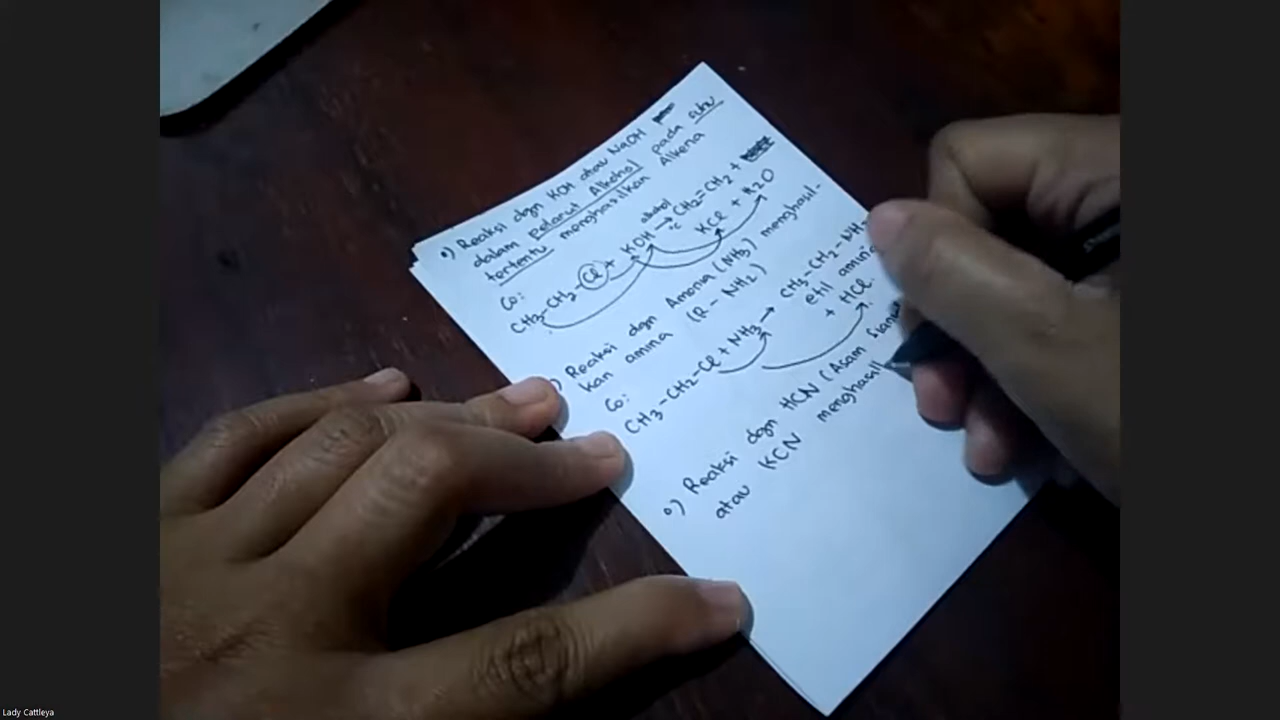 •) Reaksi dgn KOH atau NaOH
dalam Pelarut Alkohol pada suhu
tertentu menghasilkan Alkena
Co:
CH3-CH2-Cl + KOH alkohol → °C CH2=CH2 +
KCl + H2O
) Reaksi dgn Amonia (NH3) menghasil-
kan amina (R-NH2)
Co:
CH3-CH2-Cl + NH3 → CH3-CH2-NH2
etil amina
+ HCl.
•) Reaksi dgn HCN (Asam
atau KCN menghasil
Lady Cattleya